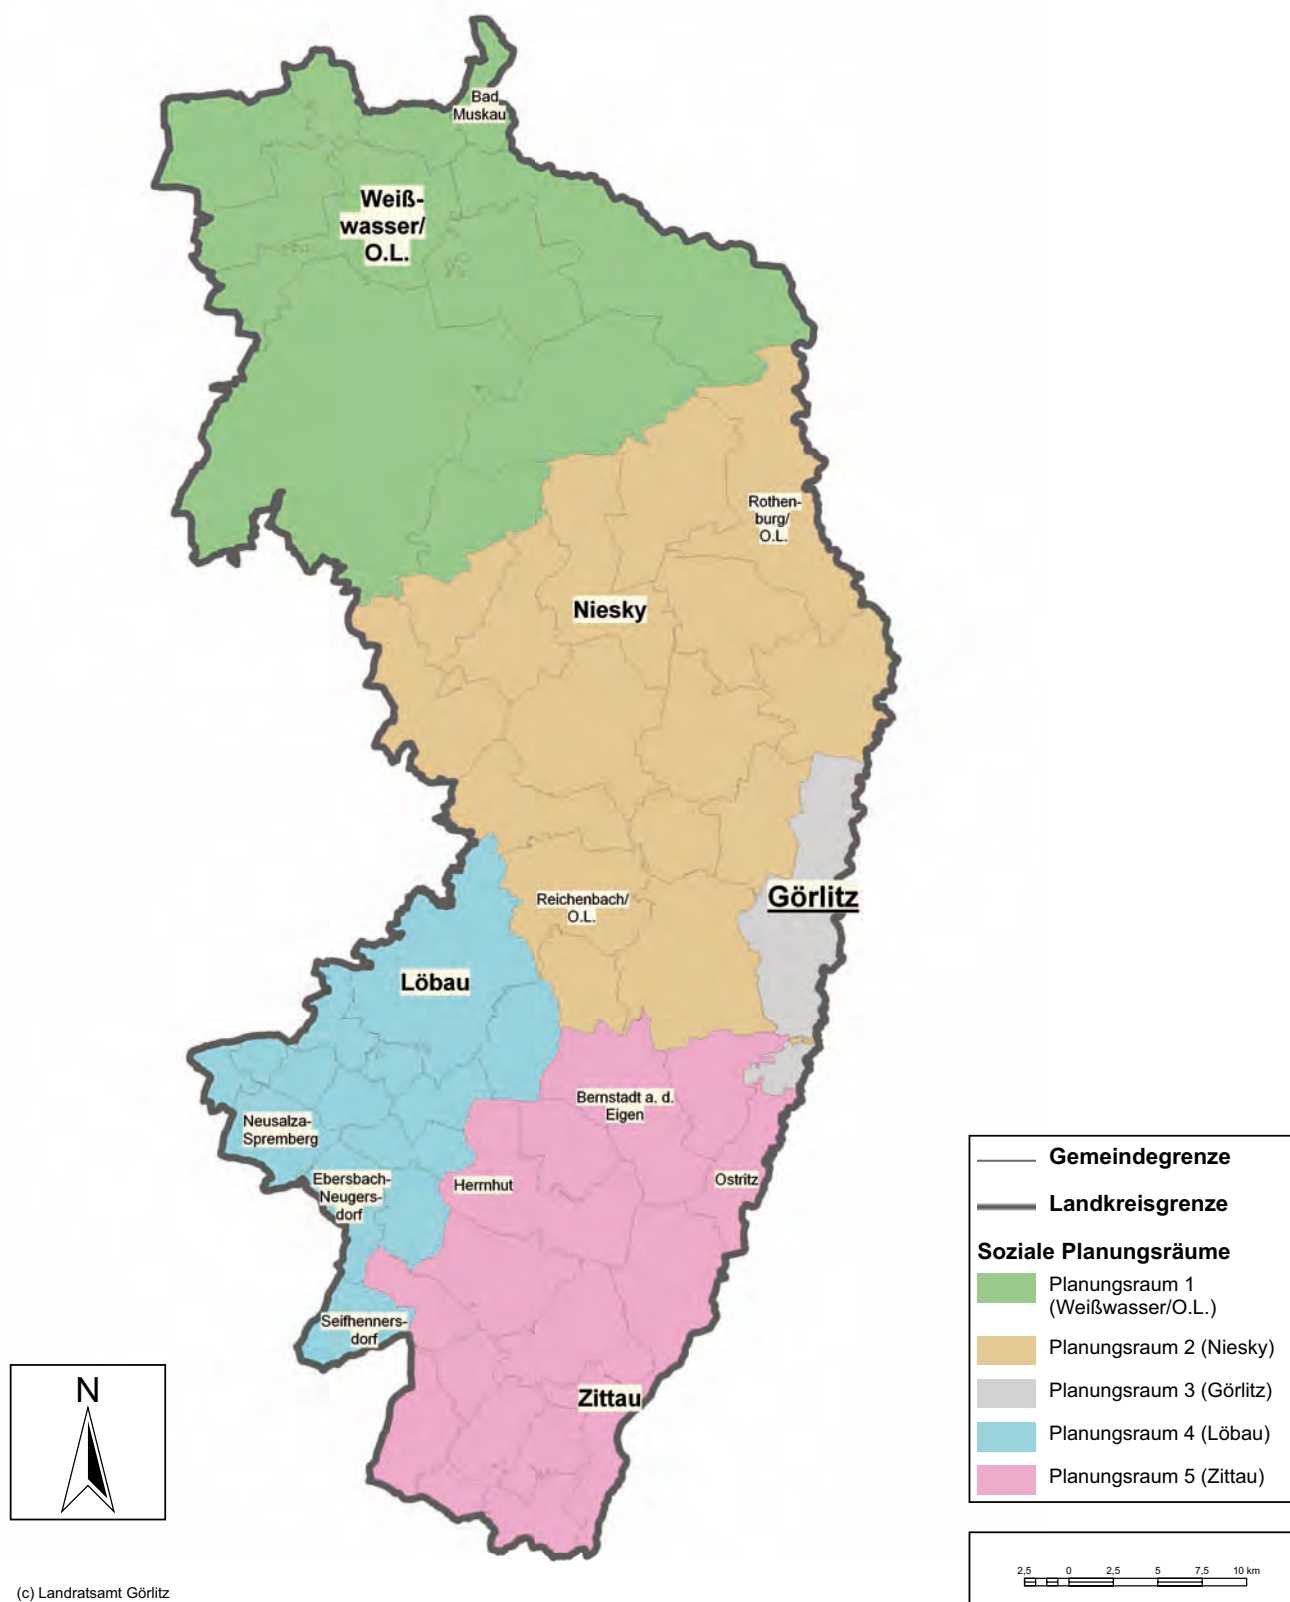 Bad
Muskau
Weiß-
wasser/
O.L.
Rothen-
burg/
O.L.
Niesky
Görlitz
Reichenbach/
O.L.
Löbau
Bernstadt a. d.
Eigen
Neusalza-
Spremberg
Ebersbach-
Neugers-
dorf
Herrnhut
Ostritz
Seifhenners-
dorf
Zittau
N
(c) Landratsamt Görlitz
Gemeindegrenze
Landkreisgrenze
Soziale Planungsräume
Planungsraum 1
(Weißwasser/O.L.)
Planungsraum 2 (Niesky)
Planungsraum 3 (Görlitz)
Planungsraum 4 (Löbau)
Planungsraum 5 (Zittau)
2,5 0 2,5 5 7,5 10 km